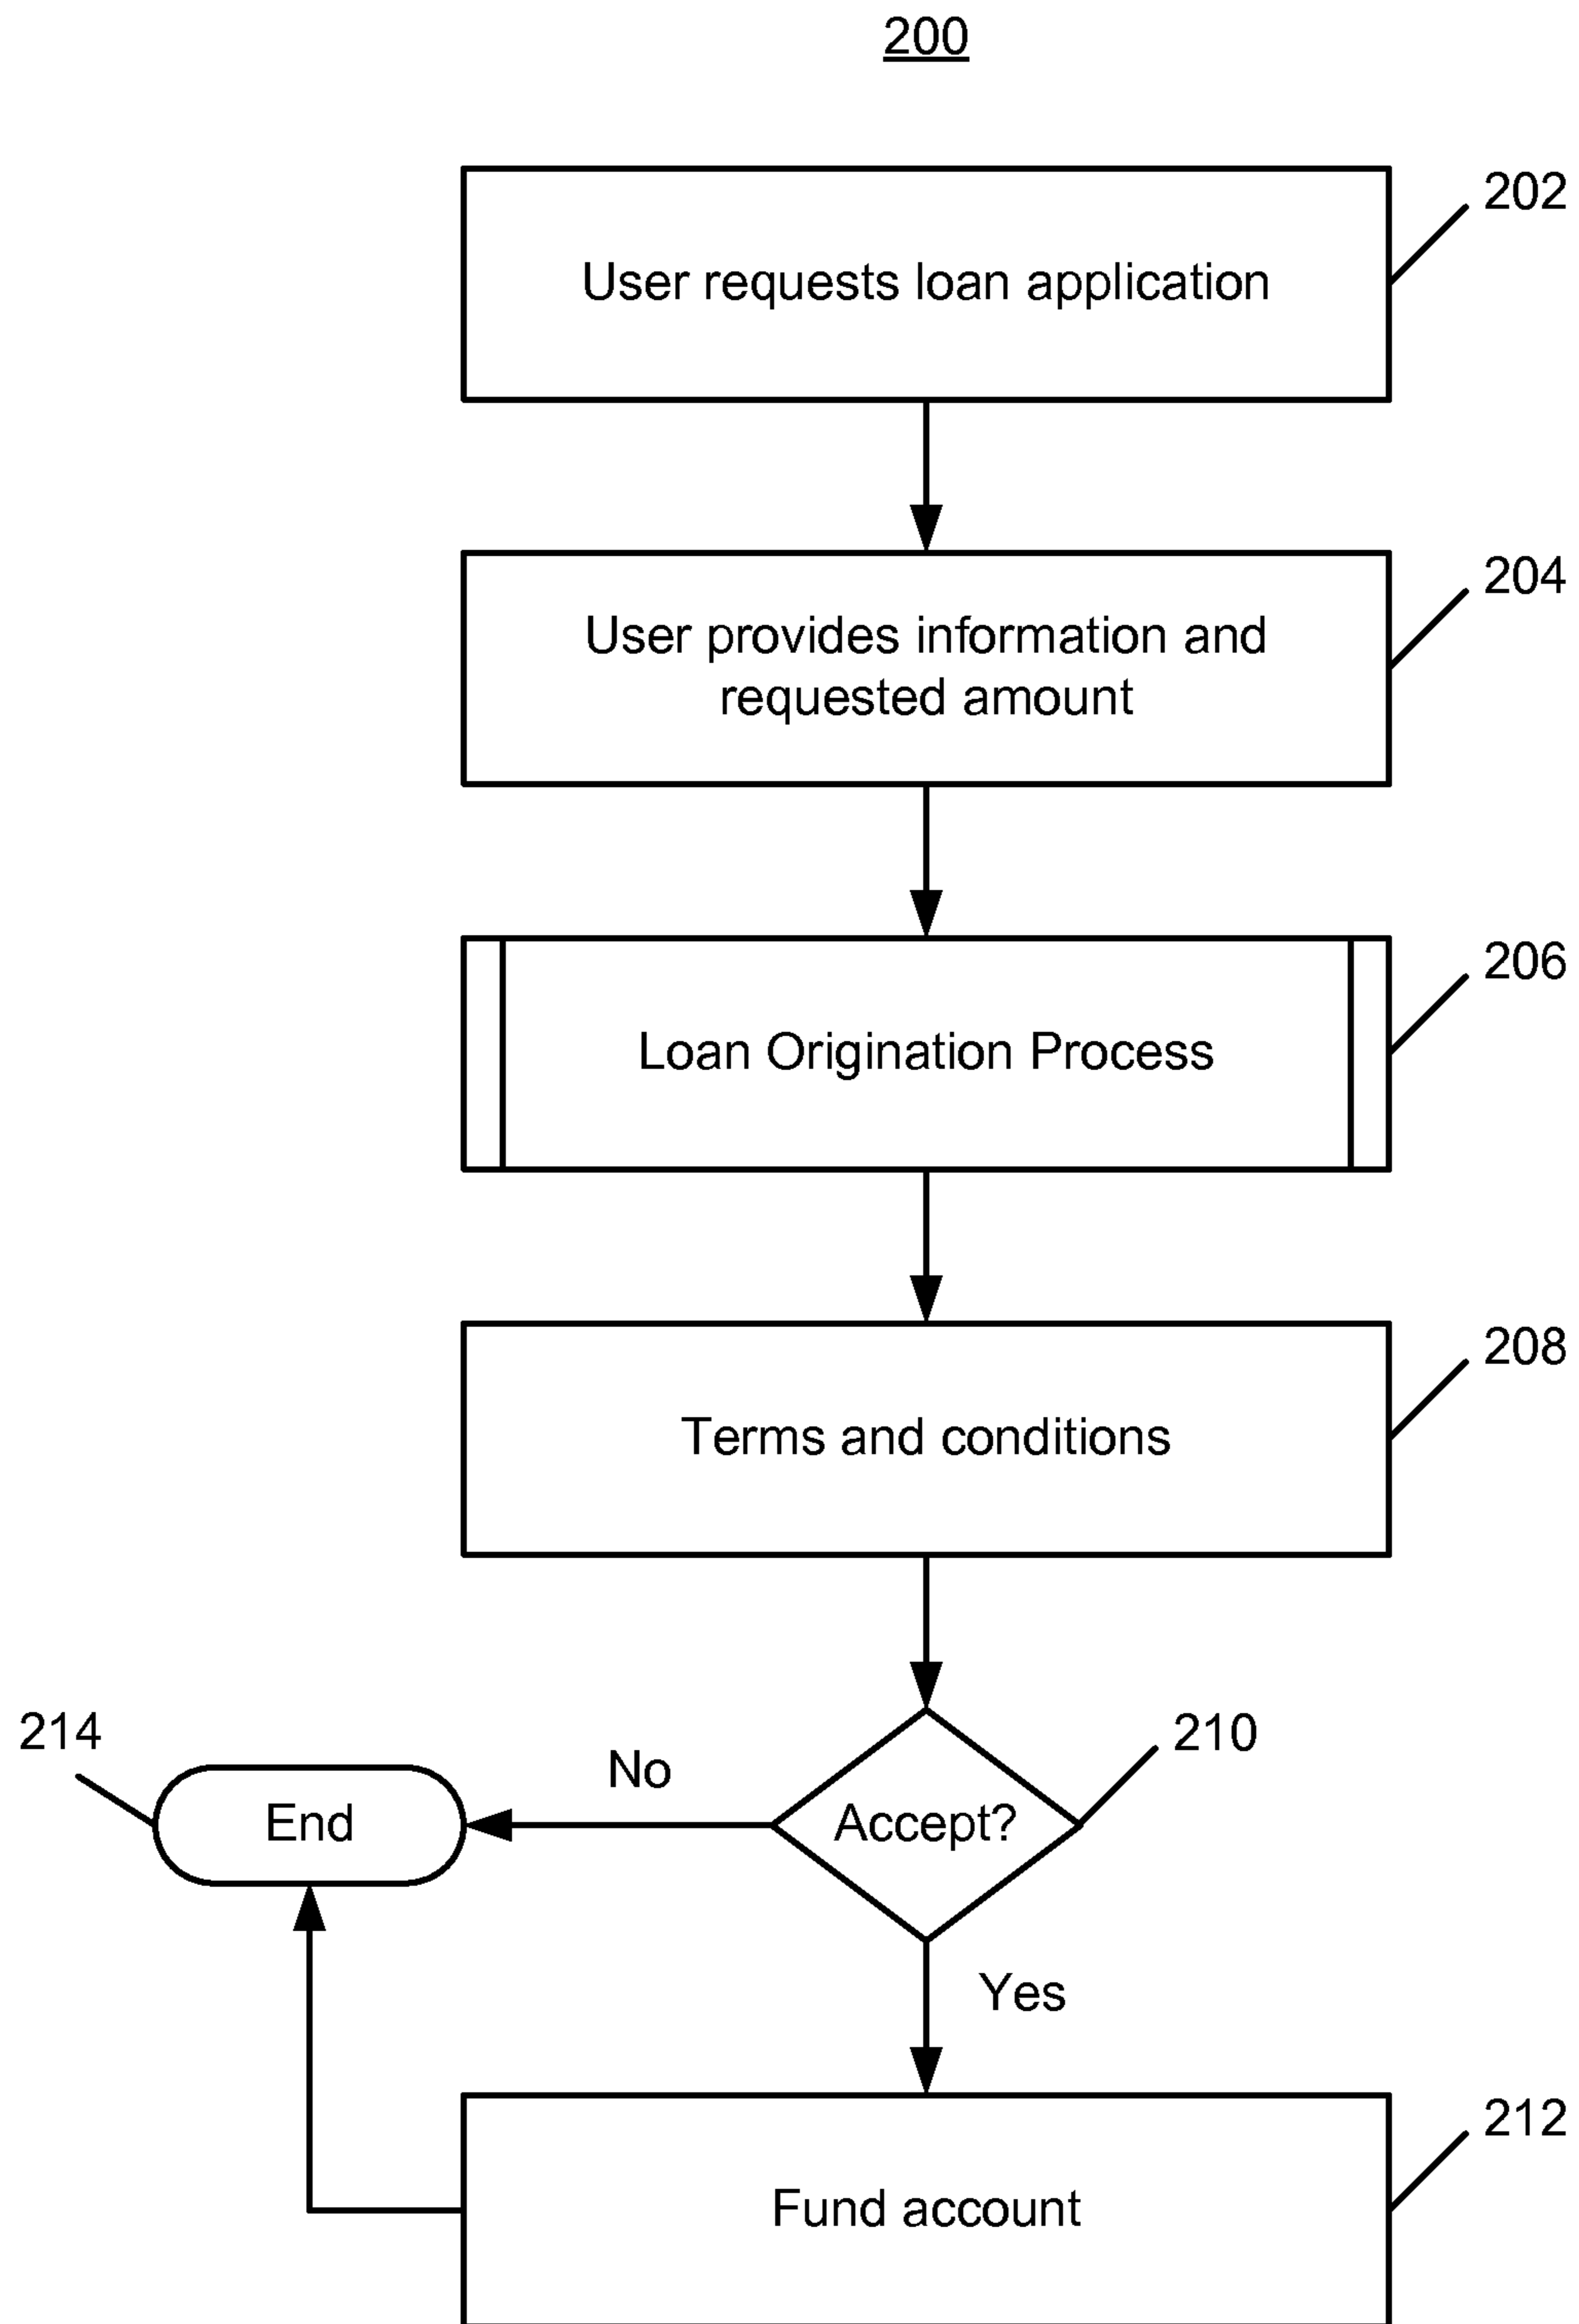 200
202
User requests loan application
204
User provides information and
requested amount
206
Loan Origination Process
208
Terms and conditions
214
210
No
End
Accept?
Yes
212
Fund account